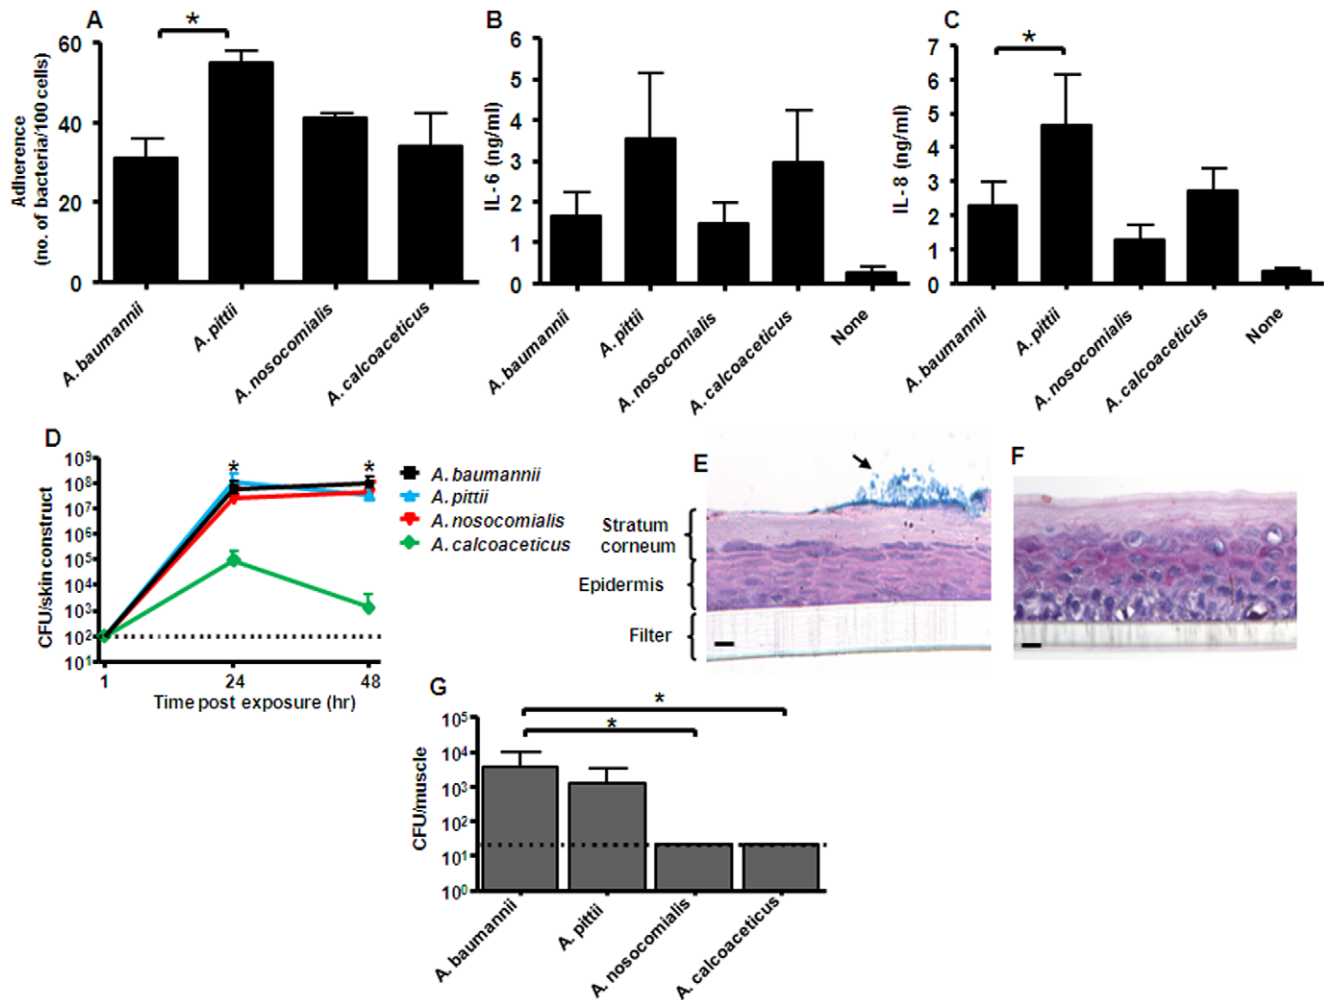 A
*
Adherence
(no. of bacteria/100 cells)
60
40
20
0
A. baumannii
A. pittii
A. nosocomialis
A. calcoaceticus
B
IL-6 (ng/ml)
6
5
4
3
2
1
0
A. baumannii
A. pittii
A. nosocomialis
A. calcoaceticus
None
C
*
IL-8 (ng/ml)
7
6
5
4
3
2
1
0
A. baumannii
A. pittii
A. nosocomialis
A. calcoaceticus
None
D
CFU/skin construct
10⁹
10⁸
10⁷
10⁶
10⁵
10⁴
10³
10²
10¹
*
*
1
24
48
Time post exposure (hr)
A. baumannii
A. pittii
A. nosocomialis
A. calcoaceticus
E
Stratum
corneum
Epidermis
Filter
F
G
*
*
CFU/muscle
10⁵
10⁴
10³
10²
10¹
10⁰
A. baumannii
A. pittii
A. nosocomialis
A. calcoaceticus